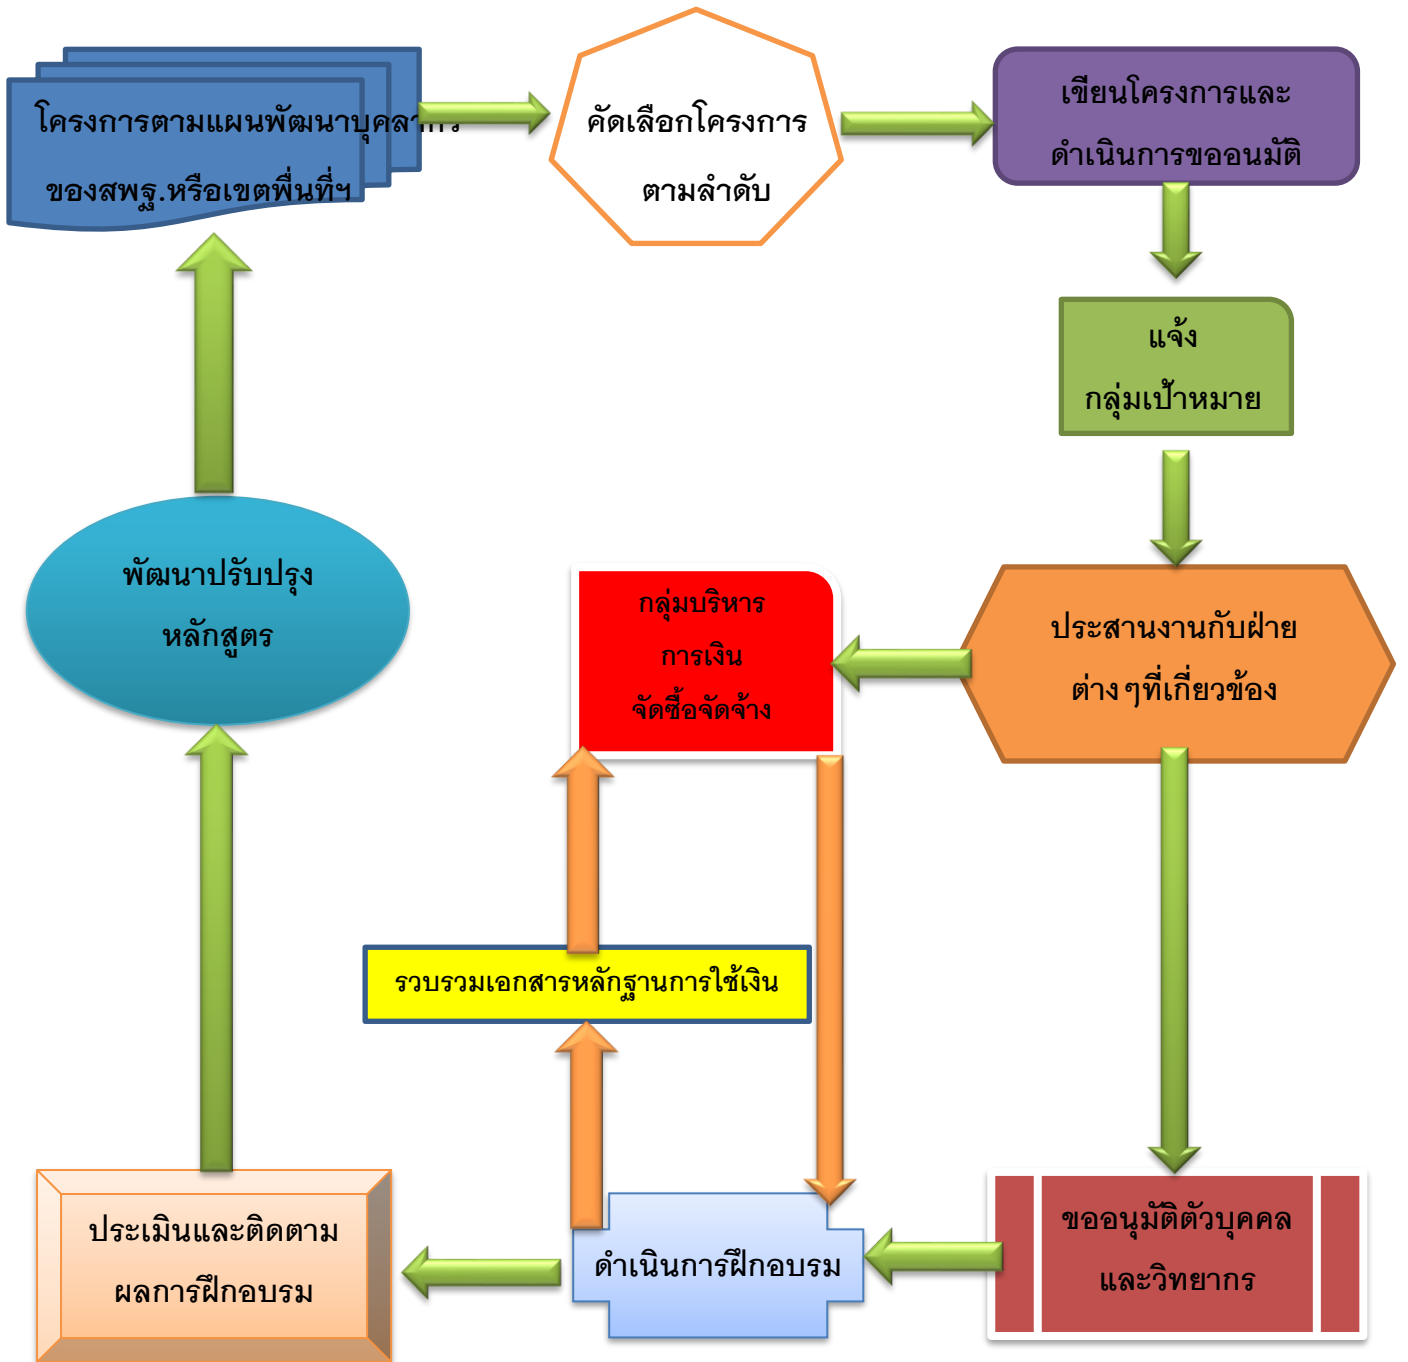 โครงการตามแผนพัฒนาบุคลากร
ของสพฐ.หรือเขตพื่นที่ฯ
คัดเลือกโครงการ
ตามลำดับ
เขียนโครงการและ
ดำเนินการขออนมัติ
แจ้ง
กลุ่มเป้าหมาย
ประสานงานกับฝ่าย
ต่างๆที่เกี่ยวข้อง
กลุ่มบริหาร
การเงิน
จัดซื้อจัดจ้าง
พัฒนาปรับปรุง
หลักสูตร
รวบรวมเอกสารหลักฐานการใช้เงิน
ขออนุมัติตัวบุคคล
และวิทยากร
ดำเนินการฝึกอบรม
ประเมินและติดตาม
ผลการฝึกอบรม